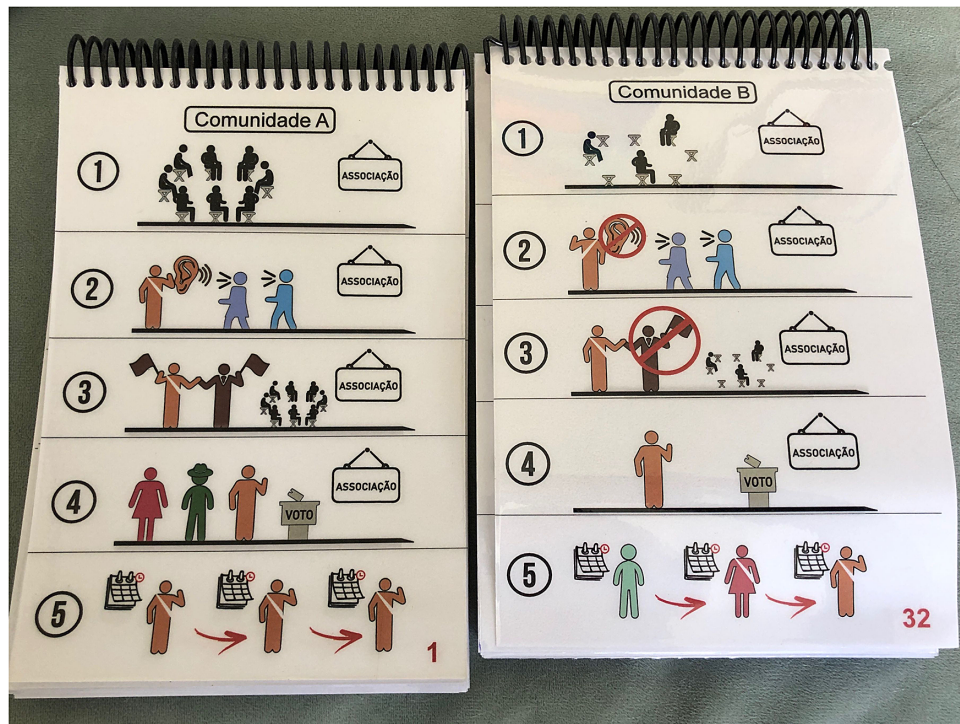 Comunidade A
1
ASSOCIAÇÃO
2
ASSOCIAÇÃO
3
ASSOCIAÇÃO
4
VOTO
ASSOCIAÇÃO
5
1
Comunidade B
1
ASSOCIAÇÃO
2
ASSOCIAÇÃO
3
ASSOCIAÇÃO
4
VOTO
ASSOCIAÇÃO
5
32